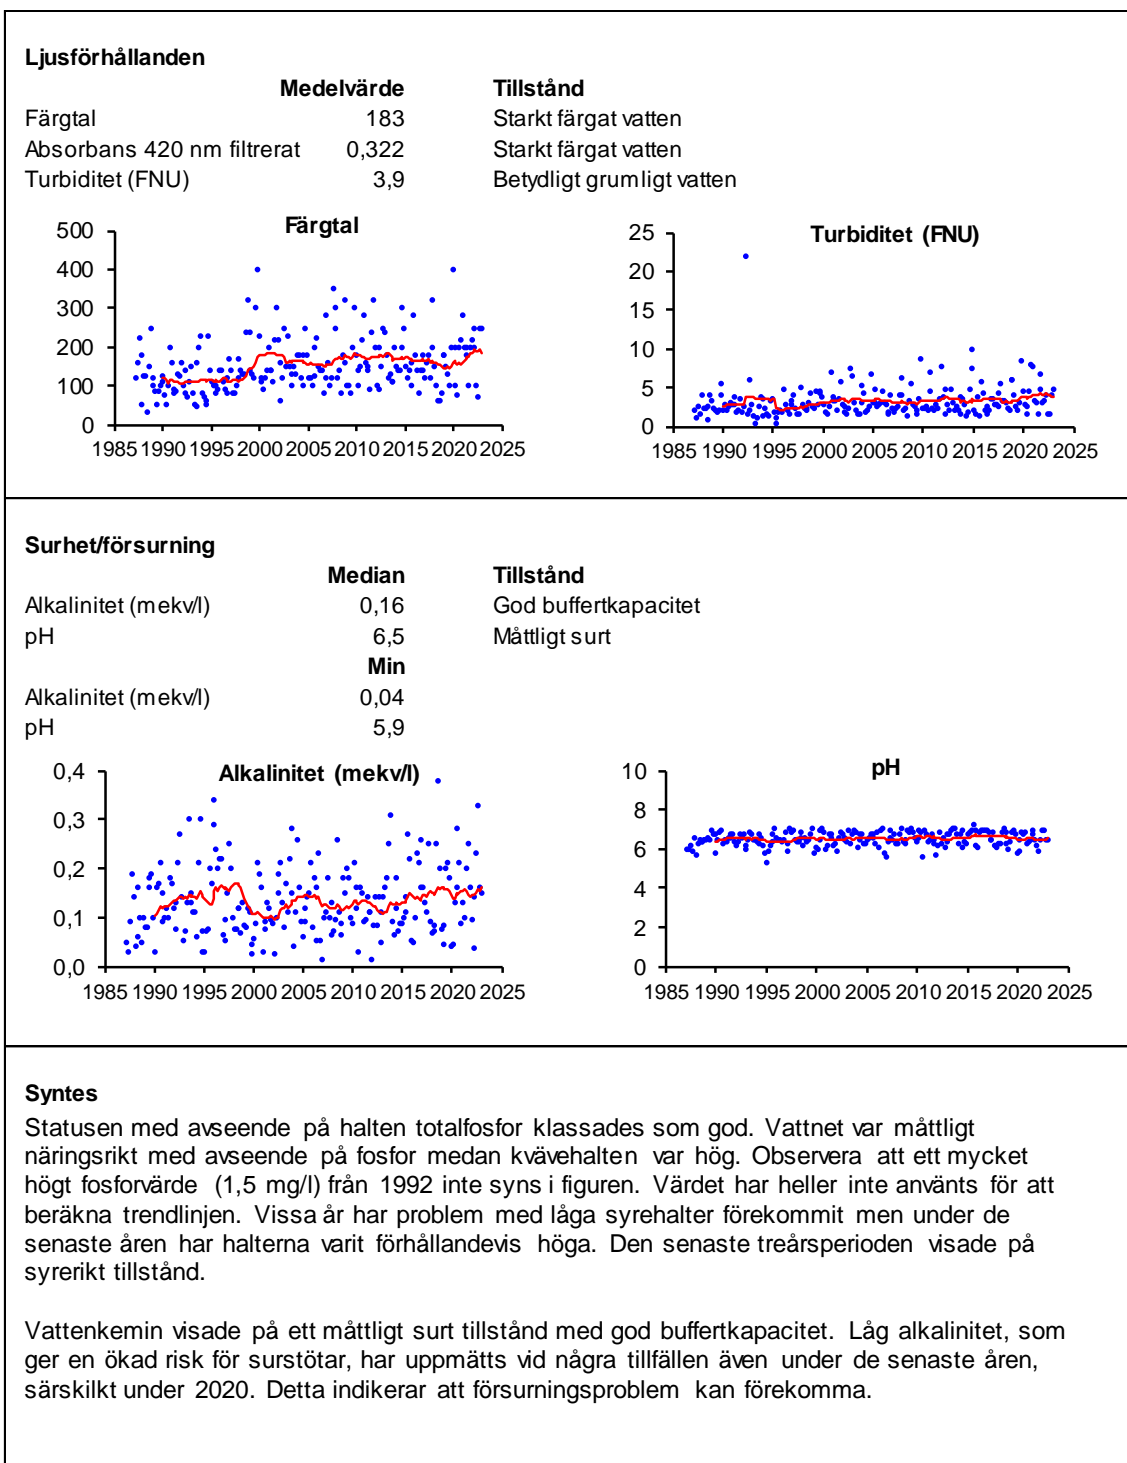 Ljusförhållanden
Medelvärde Tillstånd
Färgtal 183 Starkt färgat vatten
Absorbans 420 nm filtrerat 0,322 Starkt färgat vatten
Turbiditet (FNU) 3,9 Betydligt grumligt vatten
Färgtal
500
400
300
200
100
0
1985 1990 1995 2000 2005 2010 2015 2020 2025
Turbiditet (FNU)
25
20
15
10
5
0
1985 1990 1995 2000 2005 2010 2015 2020 2025
Surhet/försurning
Median Tillstånd
Alkalinitet (mekv/l) 0,16 God buffertkapacitet
pH 6,5 Måttligt surt
Min
Alkalinitet (mekv/l) 0,04
pH 5,9
Alkalinitet (mekv/l)
0,4
0,3
0,2
0,1
0,0
1985 1990 1995 2000 2005 2010 2015 2020 2025
pH
10
8
6
4
2
0
1985 1990 1995 2000 2005 2010 2015 2020 2025
Syntes
Statusen med avseende på halten totalfosfor klassades som god. Vattnet var måttligt
näringsrikt med avseende på fosfor medan kvävehalten var hög. Observera att ett mycket
högt fosforvärde (1,5 mg/l) från 1992 inte syns i figuren. Värdet har heller inte använts för att
beräkna trendlinjen. Vissa år har problem med låga syrehalter förekommit men under de
senaste åren har halterna varit förhållandevis höga. Den senaste treårsperioden visade på
syrerikt tillstånd.
Vattenkemin visade på ett måttligt surt tillstånd med god buffertkapacitet. Låg alkalinitet, som
ger en ökad risk för surstötar, har uppmätts vid några tillfällen även under de senaste åren,
särskilkt under 2020. Detta indikerar att försurningsproblem kan förekomma.